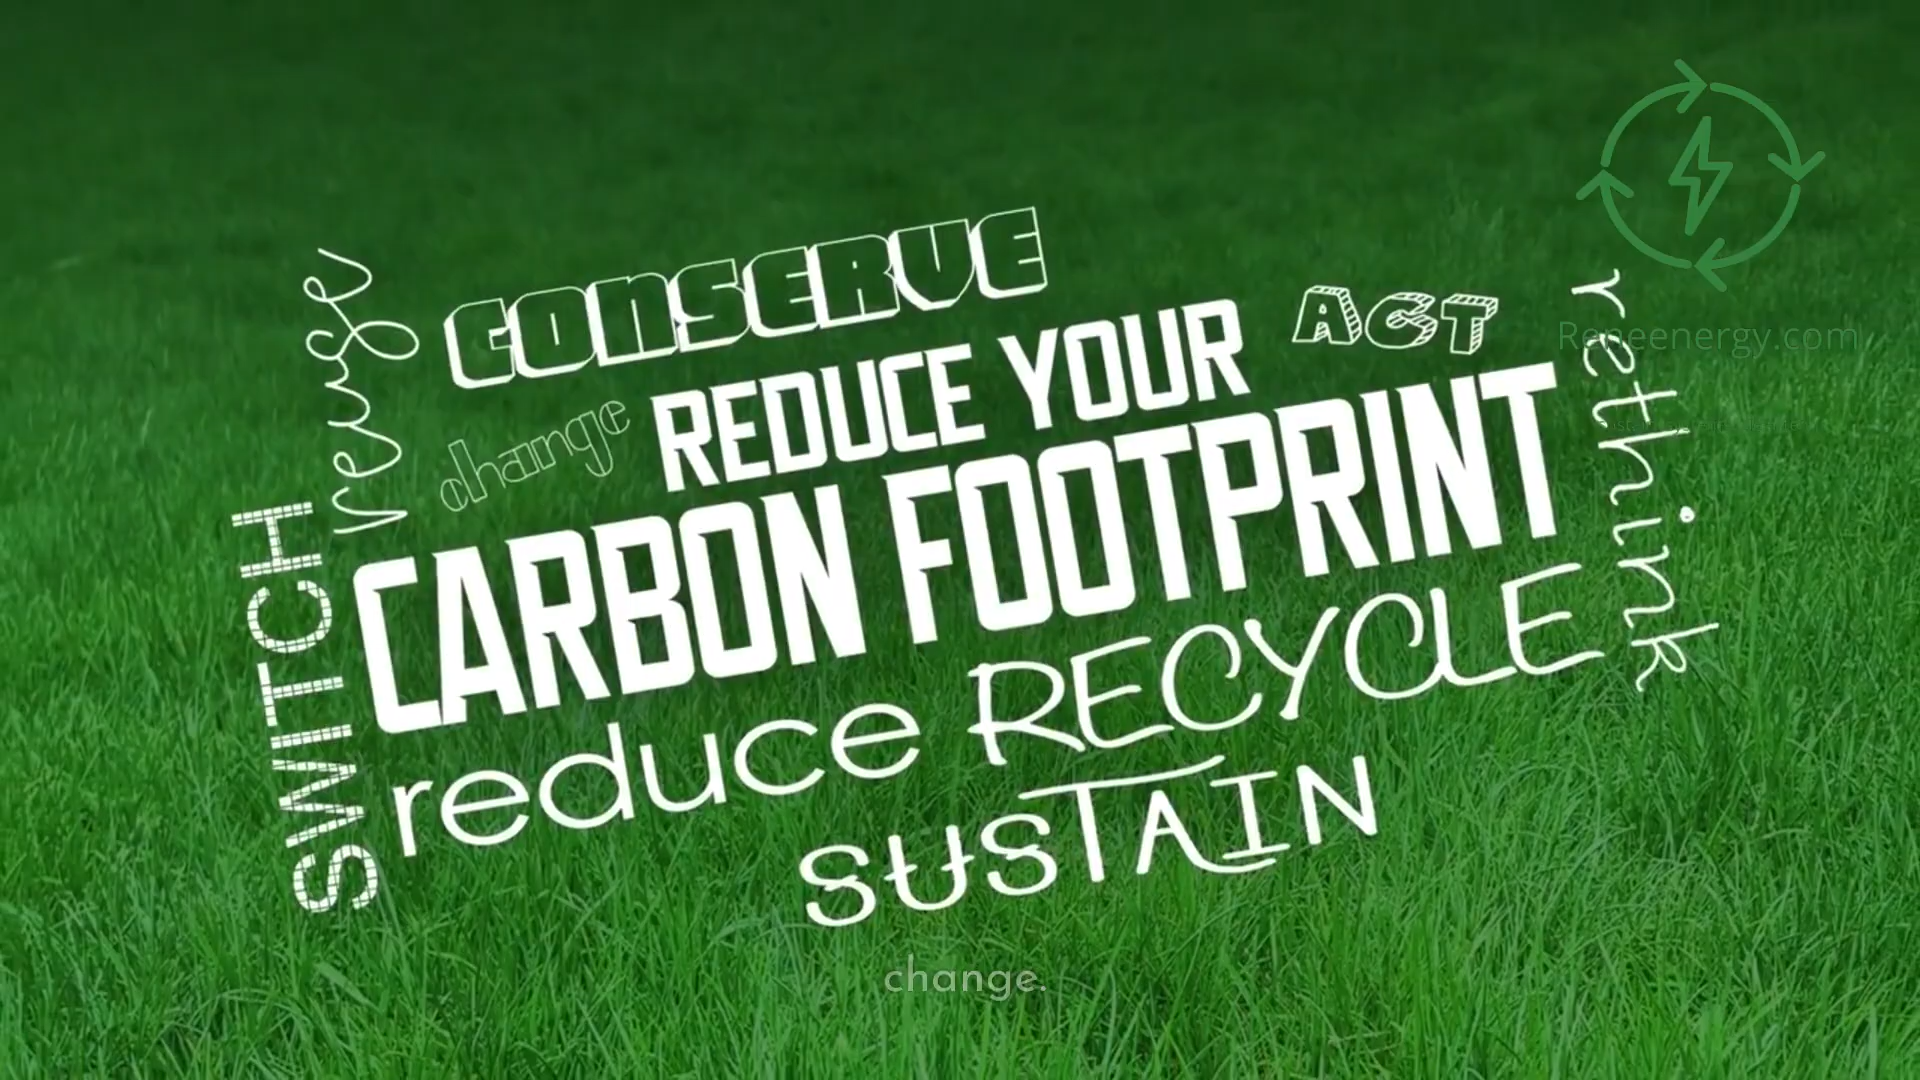 CONSERVE
reuse
ACT
change
REDUCE YOUR
CARBON FOOTPRINT
rethink
Reneenergy.com
SWITCH
reduce RECYCLE
SUSTAIN
change.